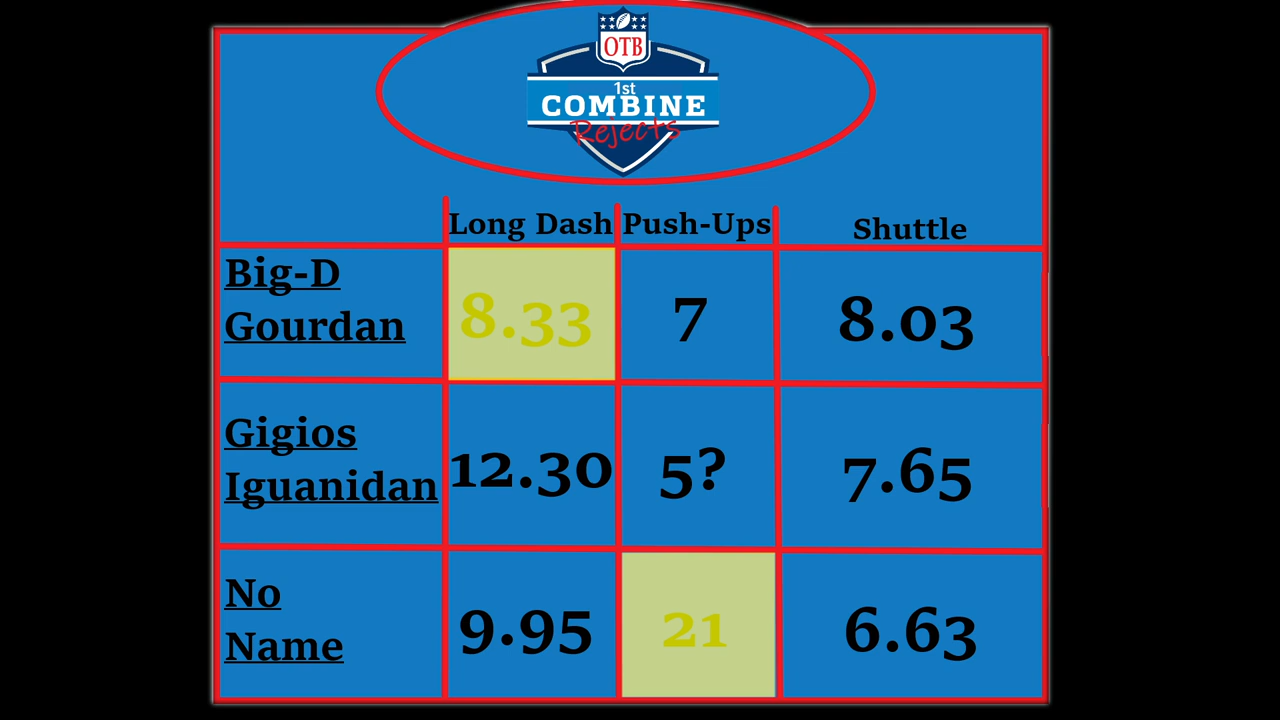 OTB
1st
COMBINE
Rejects
Long Dash Push-Ups Shuttle
Big-D
Gourdan
8.33 7 8.03
Gigios
Iguanidan
12.30 5? 7.65
No
Name
9.95 21 6.63